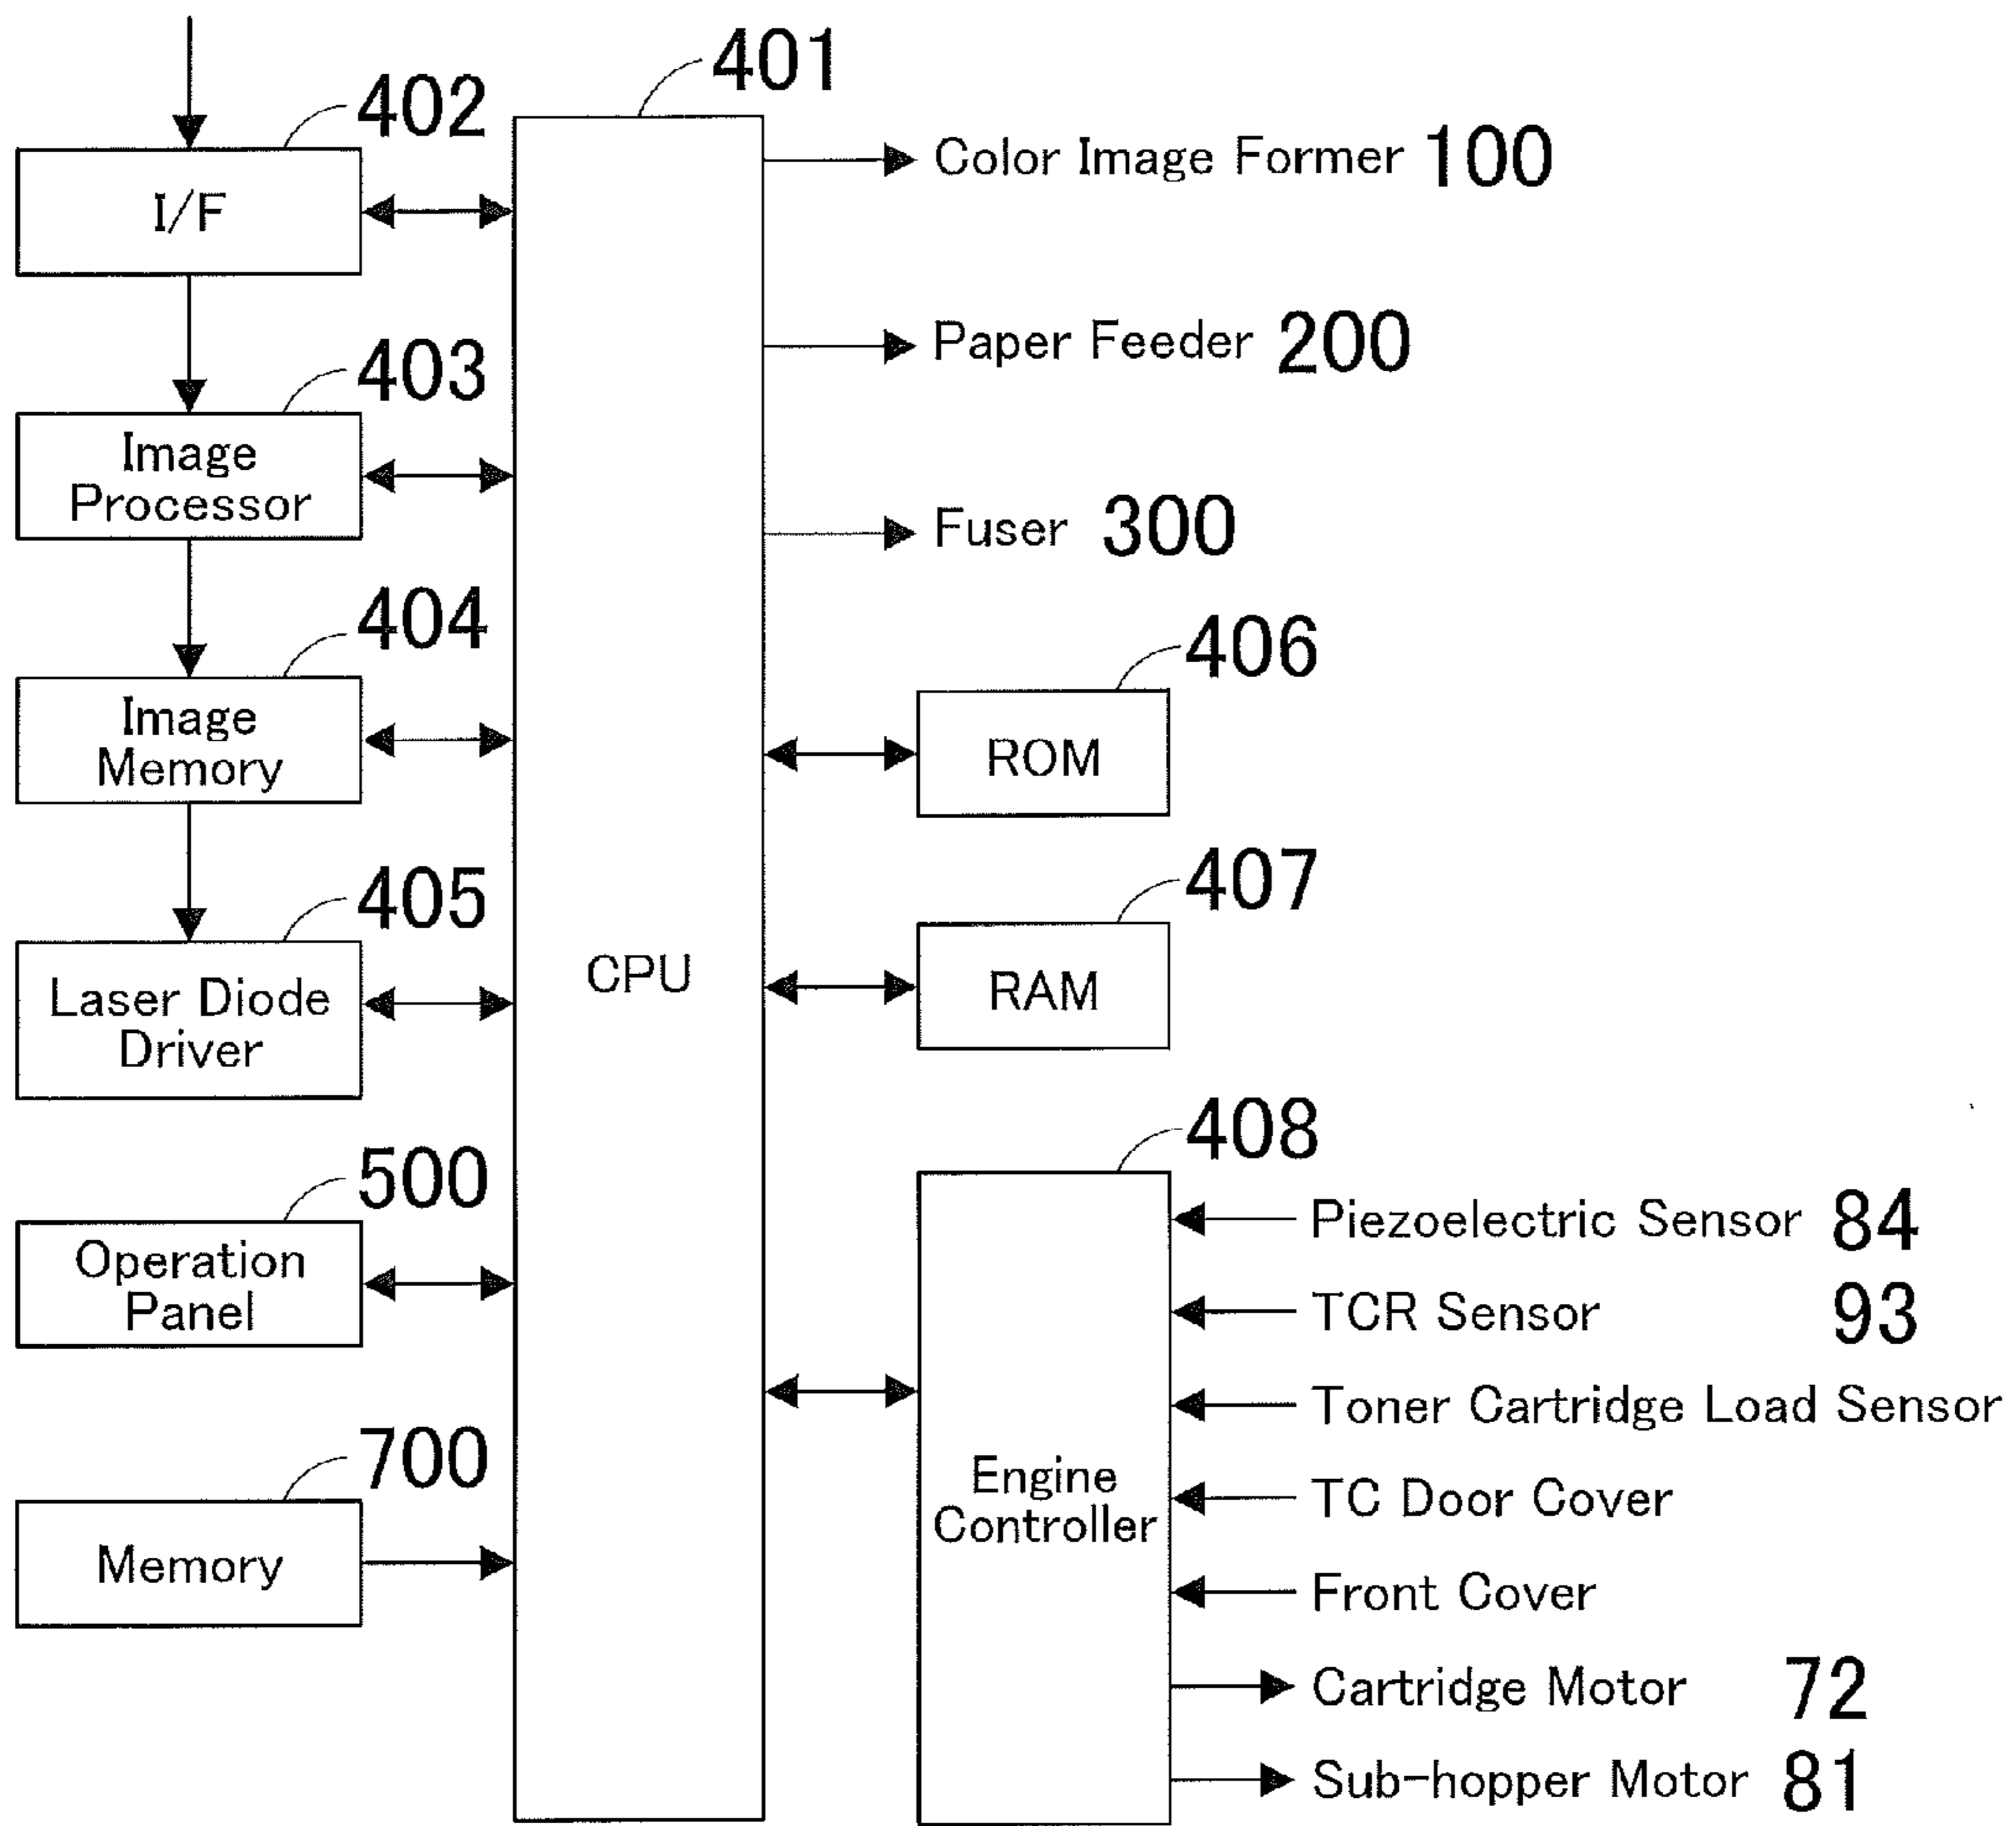 401
402
I/F
403
Image
Processor
404
Image
Memory
405
Laser Diode
Driver
500
Operation
Panel
700
Memory
CPU
Color Image Former 100
Paper Feeder 200
Fuser 300
406
ROM
407
RAM
408
Engine
Controller
Piezoelectric Sensor 84
TCR Sensor 93
Toner Cartridge Load Sensor
TC Door Cover
Front Cover
Cartridge Motor 72
Sub-hopper Motor 81